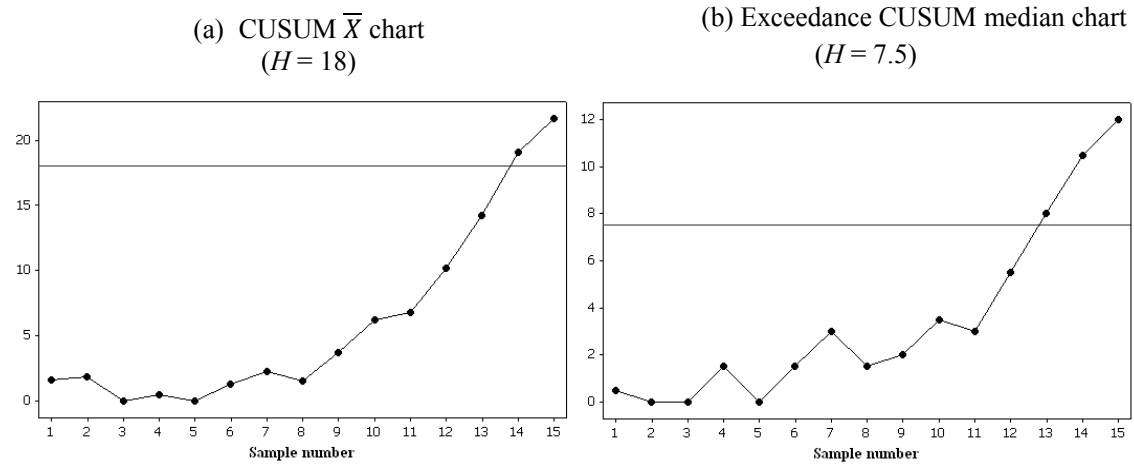 (a) CUSUM X̅ chart
(H = 18)
20
15
10
5
0
1 2 3 4 5 6 7 8 9 10 11 12 13 14 15
Sample number
(b) Exceedance CUSUM median chart
(H = 7.5)
12
10
8
6
4
2
0
1 2 3 4 5 6 7 8 9 10 11 12 13 14 15
Sample number